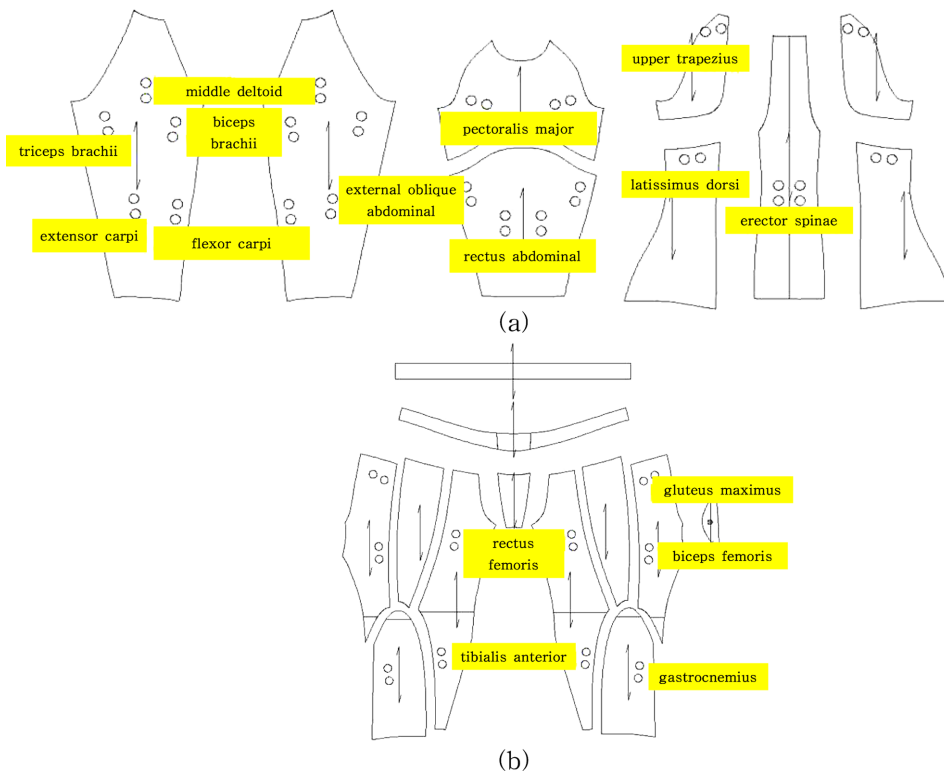 upper trapezius
middle deltoid
biceps
brachii
pectoralis major
triceps brachii
external oblique
abdominal
latissimus dorsi
erector spinae
extensor carpi
flexor carpi
rectus abdominal
(a)
gluteus maximus
rectus
femoris
biceps femoris
tibialis anterior
gastrocnemius
(b)